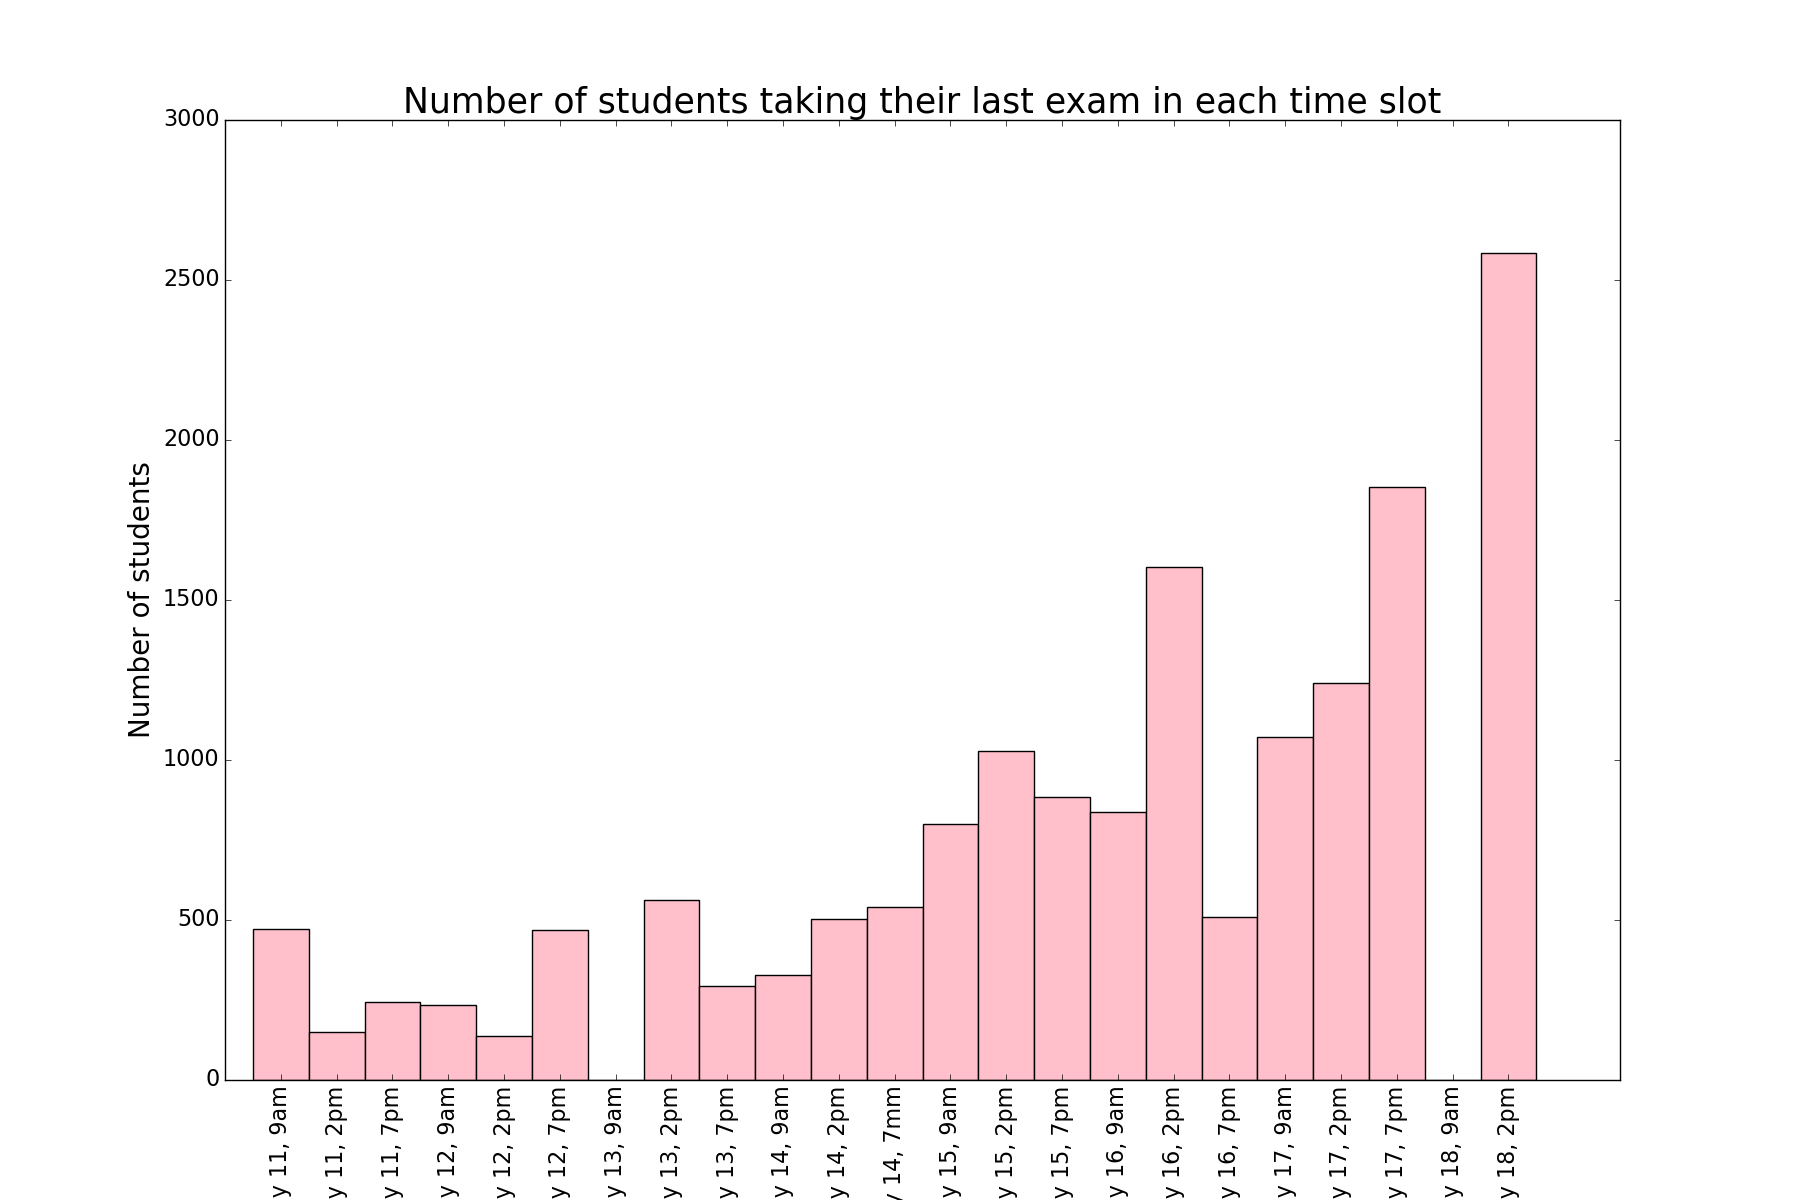 Number of students taking their last exam in each time slot
3000
2500
2000
1500
1000
500
0
Number of students
y 11, 9am
y 11, 2pm
y 11, 7pm
y 12, 9am
y 12, 2pm
y 12, 7pm
y 13, 9am
y 13, 2pm
y 13, 7pm
y 14, 9am
y 14, 2pm
y 14, 7mm
y 15, 9am
y 15, 2pm
y 15, 7pm
y 16, 9am
y 16, 2pm
y 16, 7pm
y 17, 9am
y 17, 2pm
y 17, 7pm
y 18, 9am
y 18, 2pm